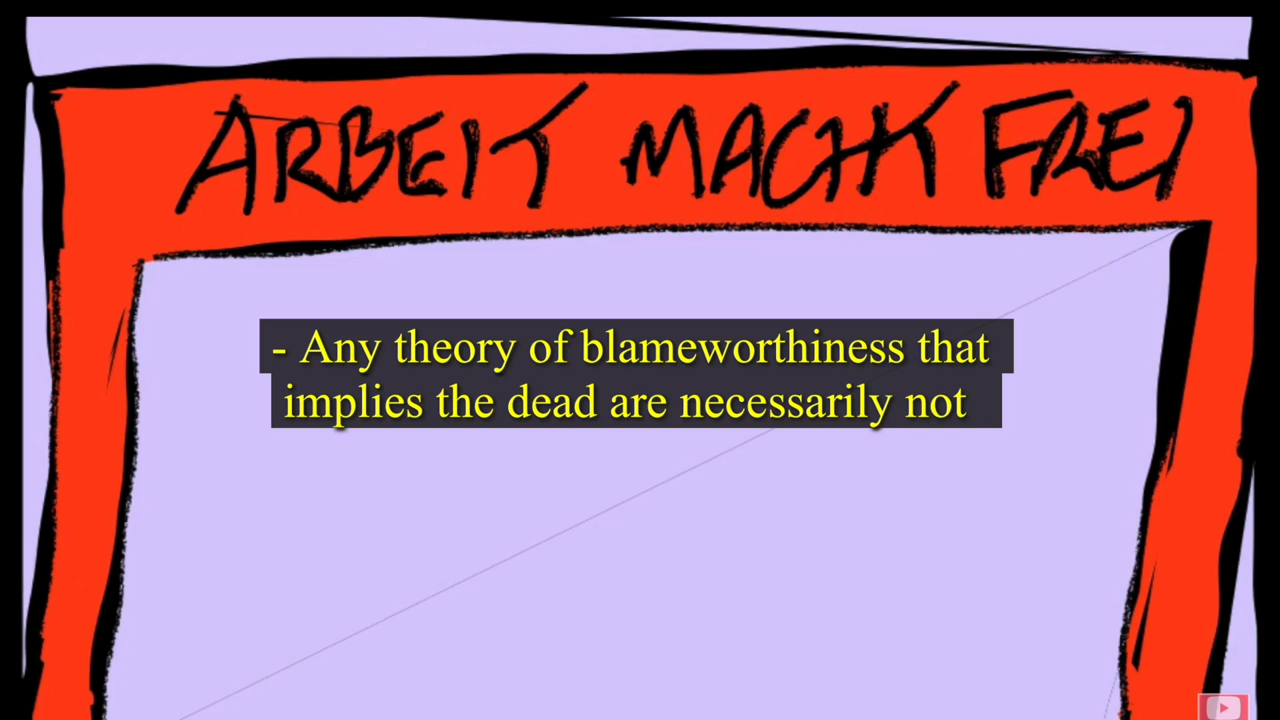 ARBEIT MACHT FREI
- Any theory of blameworthiness that
implies the dead are necessarily not